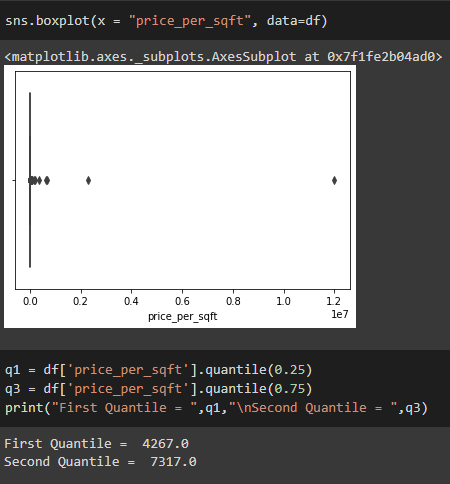 sns.boxplot(x = "price_per_sqft", data=df)
<matplotlib.axes._subplots.AxesSubplot at 0x7f1fe2b04ad0>
0.0 0.2 0.4 0.6 0.8 1.0 1.2
1e7
price_per_sqft
q1 = df['price_per_sqft'].quantile(0.25)
q3 = df['price_per_sqft'].quantile(0.75)
print("First Quantile = ",q1,"\nSecond Quantile = ",q3)
First Quantile =  4267.0
Second Quantile =  7317.0